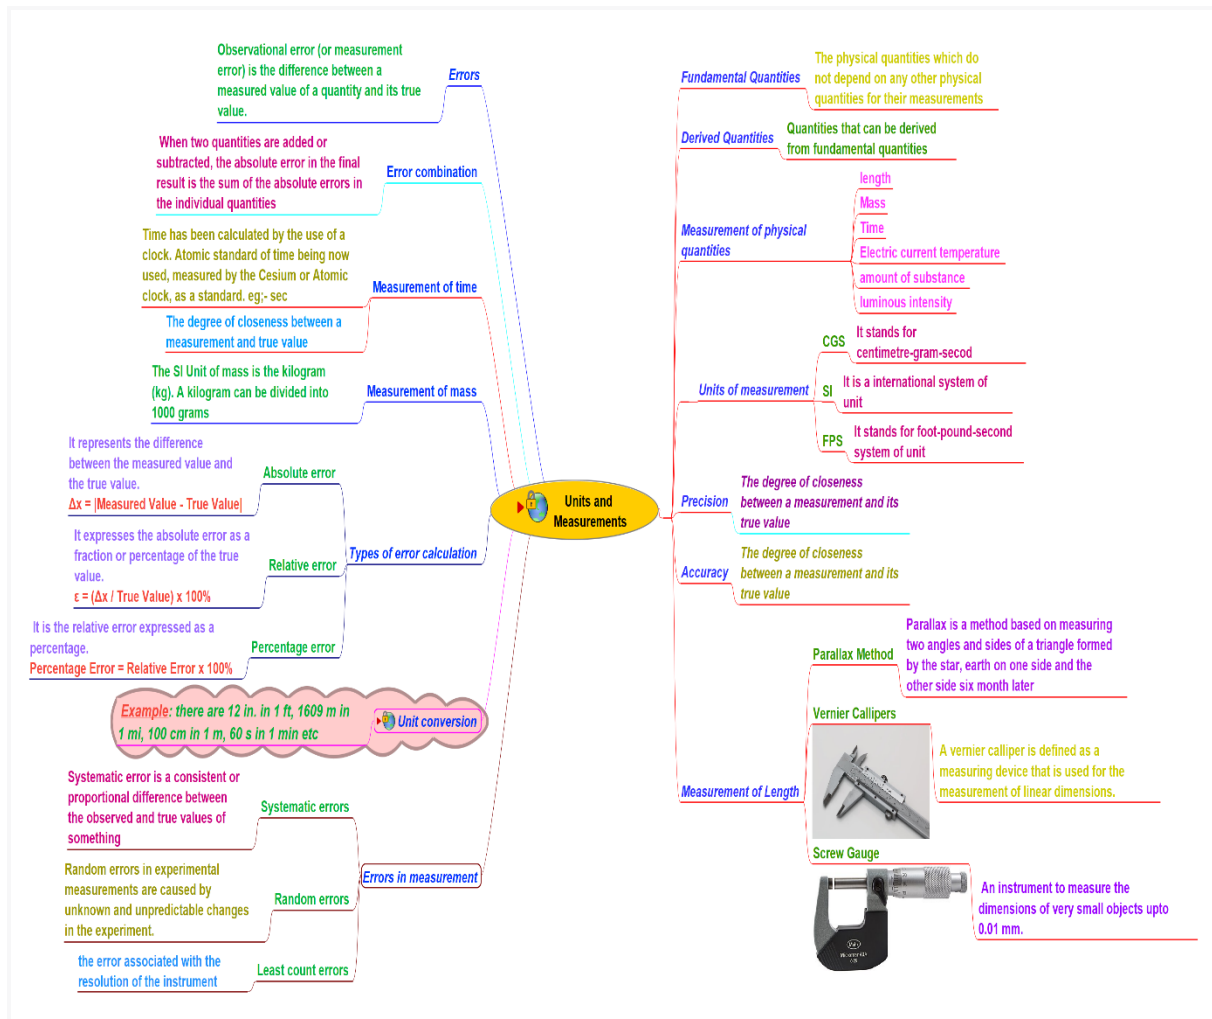 Units and
Measurements
Errors
Observational error (or measurement
error) is the difference between a
measured value of a quantity and its true
value.
Error combination
When two quantities are added or
subtracted, the absolute error in the final
result is the sum of the absolute errors in
the individual quantities
Measurement of time
Time has been calculated by the use of a
clock. Atomic standard of time being now
used, measured by the Cesium or Atomic
clock, as a standard. eg;- sec
The degree of closeness between a
measurement and true value
Measurement of mass
The SI Unit of mass is the kilogram
(kg). A kilogram can be divided into
1000 grams
Types of error calculation
Absolute error
It represents the difference
between the measured value and
the true value.
Δx = |Measured Value - True Value|
Relative error
It expresses the absolute error as a
fraction or percentage of the true
value.
ε = (Δx / True Value) x 100%
Percentage error
It is the relative error expressed as a
percentage.
Percentage Error = Relative Error x 100%
Unit conversion
Example: there are 12 in. in 1 ft, 1609 m in
1 mi, 100 cm in 1 m, 60 s in 1 min etc
Errors in measurement
Systematic errors
Systematic error is a consistent or
proportional difference between
the observed and true values of
something
Random errors
Random errors in experimental
measurements are caused by
unknown and unpredictable changes
in the experiment.
Least count errors
the error associated with the
resolution of the instrument
Fundamental Quantities
The physical quantities which do
not depend on any other physical
quantities for their measurements
Derived Quantities
Quantities that can be derived
from fundamental quantities
Measurement of physical
quantities
length
Mass
Time
Electric current temperature
amount of substance
luminous intensity
Units of measurement
CGS
It stands for
centimetre-gram-secod
SI
It is a international system of
unit
FPS
It stands for foot-pound-second
system of unit
Precision
The degree of closeness
between a measurement and its
true value
Accuracy
The degree of closeness
between a measurement and its
true value
Measurement of Length
Parallax Method
Parallax is a method based on measuring
two angles and sides of a triangle formed
by the star, earth on one side and the
other side six month later
Vernier Callipers
A vernier calliper is defined as a
measuring device that is used for the
measurement of linear dimensions.
Screw Gauge
An instrument to measure the
dimensions of very small objects upto
0.01 mm.